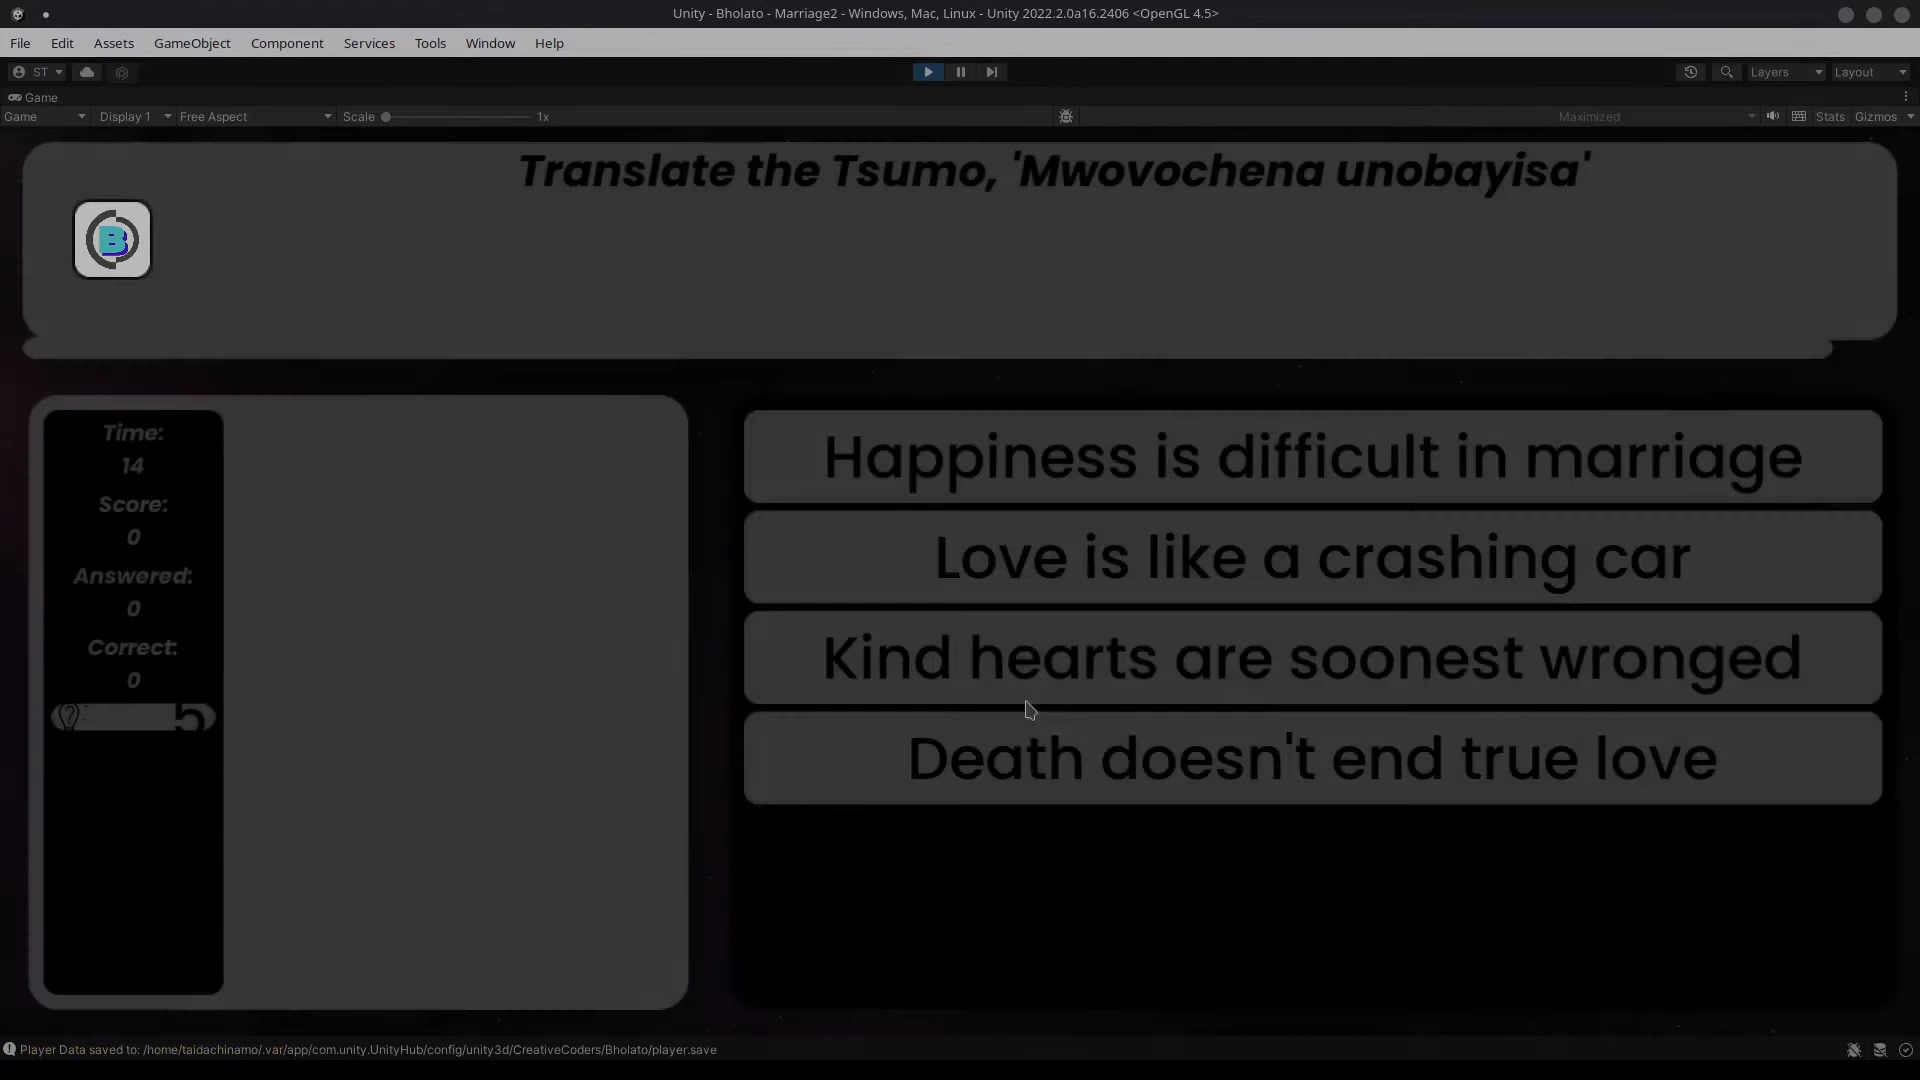 Unity - Bholato - Marriage2 - Windows, Mac, Linux - Unity 2022.2.0a16.2406 <OpenGL 4.5>
File Edit Assets GameObject Component Services Tools Window Help
ST Layers Layout
Game
Game Display 1 Free Aspect Scale 1x Maximized Stats Gizmos
Translate the Tsumo, 'Mwovochena unobayisa'
B
Time:
14
Score:
0
Answered:
0
Correct:
0
5
Happiness is difficult in marriage
Love is like a crashing car
Kind hearts are soonest wronged
Death doesn't end true love
Player Data saved to: /home/taidachinamo/.var/app/com.unity.UnityHub/config/unity3d/CreativeCoders/Bholato/player.save